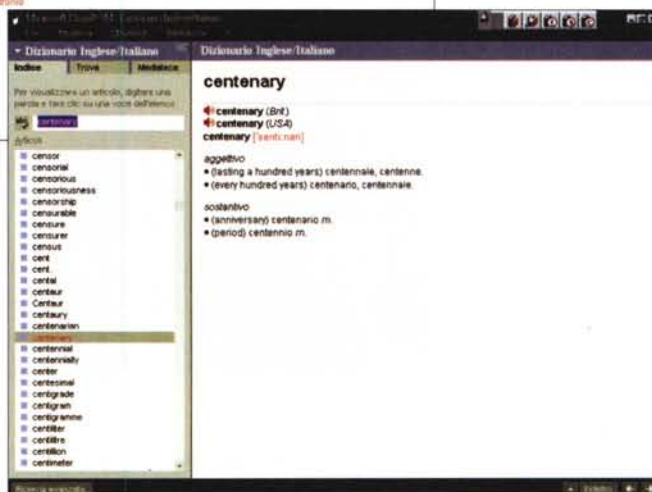 Dizionario Inglese/Italiano
Indice Trova Mediateca
Per visualizzare un articolo, digitare una
parola e fare clic su una voce dell'elenco
centenary
Articoli
censor
censorial
censorious
censoriousness
censorship
censurable
censure
censurer
census
cent
cent.
cental
centaur
Centaur
centaury
centenarian
centenary
centennial
centennially
center
centesimal
centigrade
centigram
centigramme
centiliter
centilitre
centillion
centimeter
Ricerca avanzata
Dizionario Inglese/Italiano
centenary
centenary (Brit.)
centenary (USA)
centenary
aggettivo
• (lasting a hundred years) centennale, centenne.
• (every hundred years) centenario, centennale.
sostantivo
• (anniversary) centenario m.
• (period) centennio m.